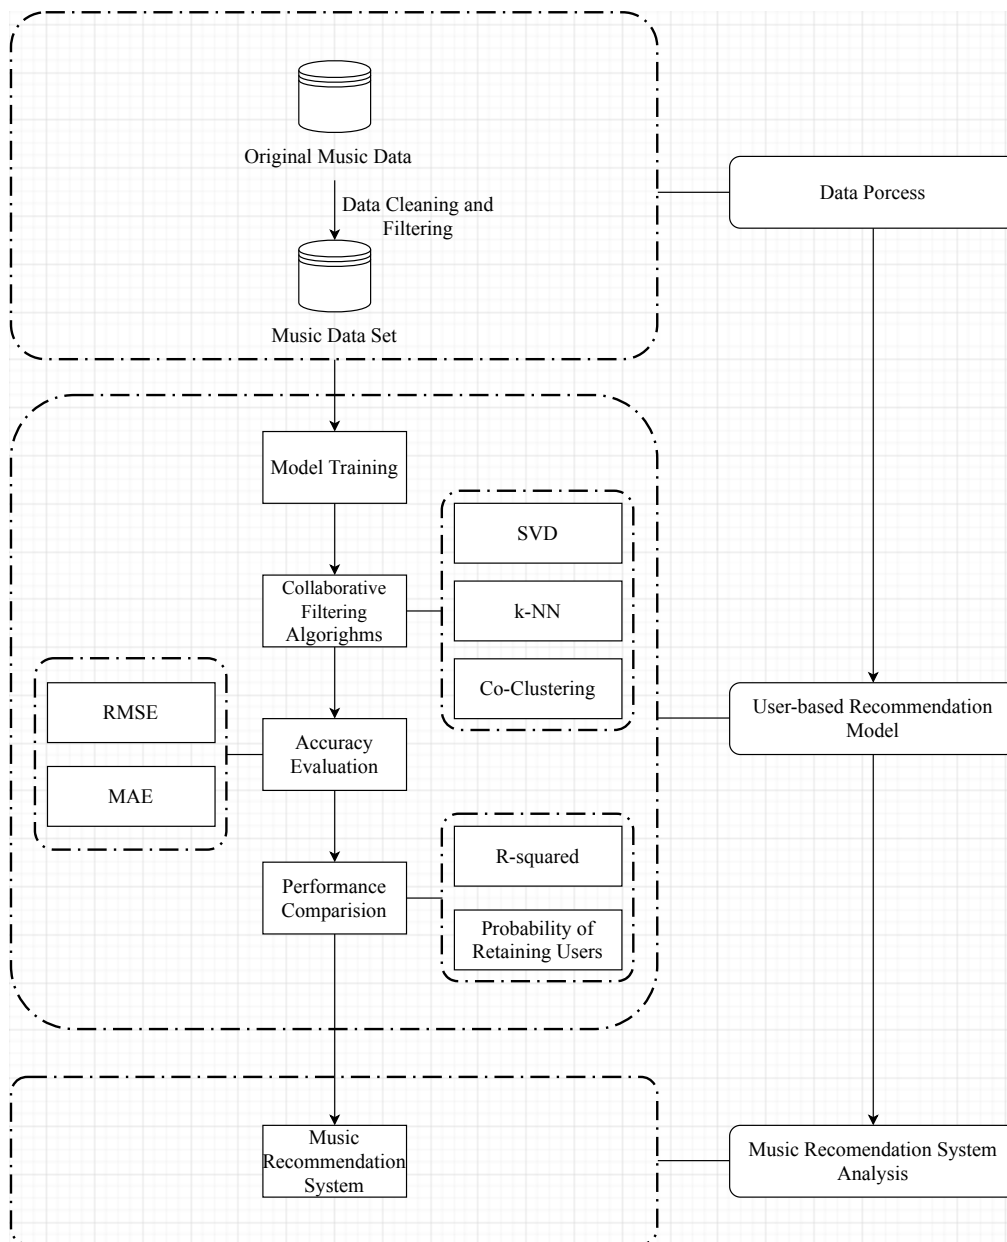 Original Music Data
Data Cleaning and
Filtering
Music Data Set
Data Porcess
Model Training
Collaborative
Filtering
Algorighms
SVD
k-NN
Co-Clustering
RMSE
MAE
Accuracy
Evaluation
User-based Recommendation
Model
Performance
Comparision
R-squared
Probability of
Retaining Users
Music
Recommendation
System
Music Recomendation System
Analysis